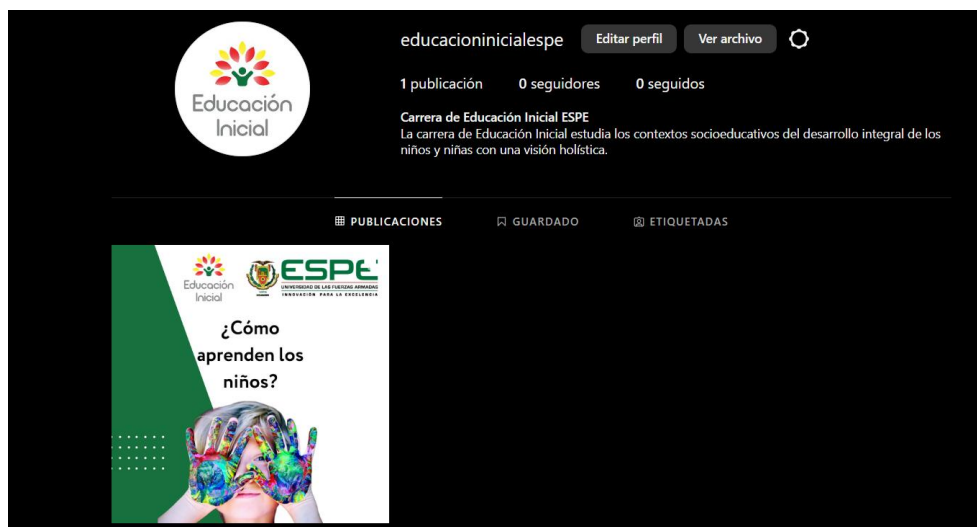 Educación
Inicial
educacioninicialespe Editar perfil Ver archivo
1 publicación 0 seguidores 0 seguidos
Carrera de Educación Inicial ESPE
La carrera de Educación Inicial estudia los contextos socioeducativos del desarrollo integral de los
niños y niñas con una visión holística.
PUBLICACIONES GUARDADO ETIQUETADAS
Educación
Inicial
ESPE
UNIVERSIDAD DE LAS FUERZAS ARMADAS
INNOVACIÓN PARA LA EXCELENCIA
¿Cómo
aprenden los
niños?